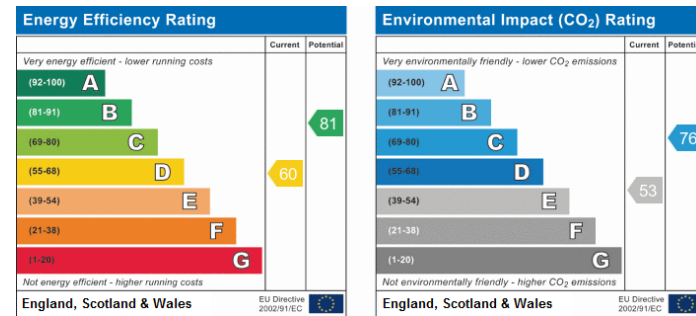 Energy Efficiency Rating
Current Potential
Very energy efficient - lower running costs
(92-100) A
(81-91) B
81
(69-80) C
(55-68) D
60
(39-54) E
(21-38) F
(1-20) G
Not energy efficient - higher running costs
England, Scotland & Wales
EU Directive
2002/91/EC
Environmental Impact (CO2) Rating
Current Potenti
Very environmentally friendly - lower CO2 emissions
(92-100) A
(81-91) B
(69-80) C
76
(55-68) D
(39-54) E
53
(21-38) F
(1-20) G
Not environmentally friendly - higher CO2 emissions
England, Scotland & Wales
EU Directive
2002/91/EC